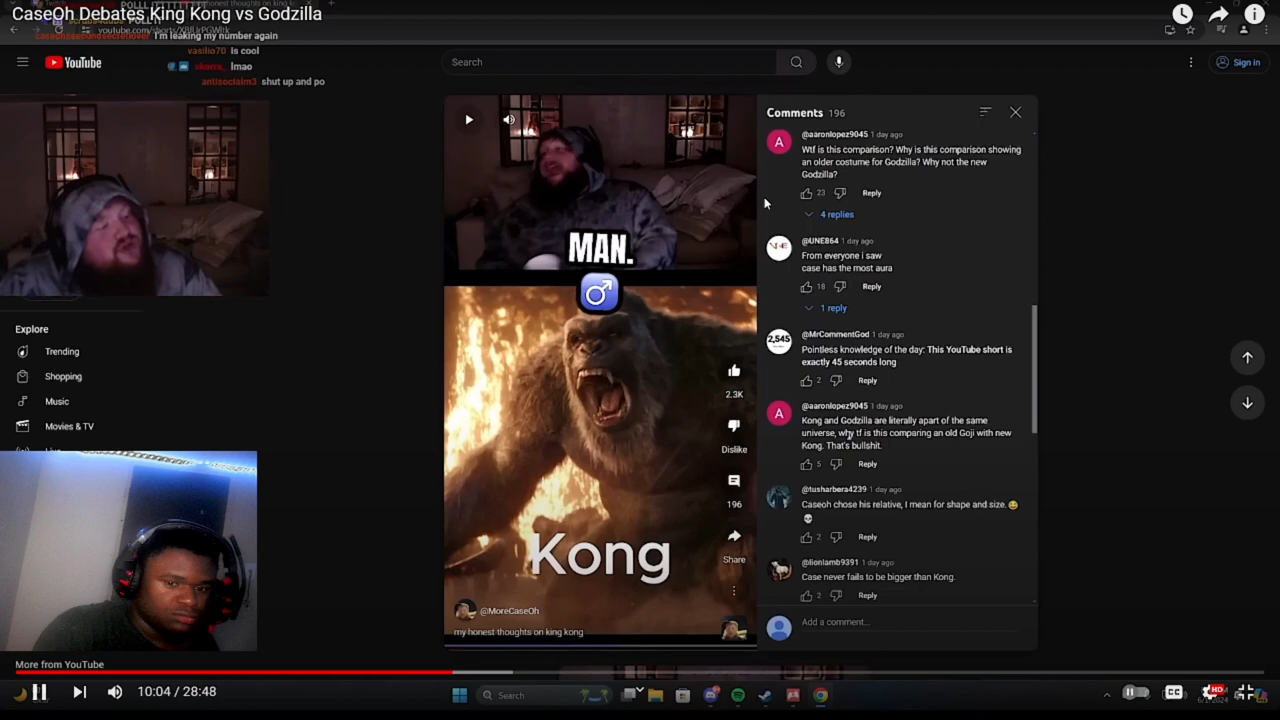 CaseOh Debates King Kong vs Godzilla
I'm leaking my number again
vasilio70 is cool
lmao
antisocialm3 shut up and po
YouTube
Search
Sign in
Comments 196
@aaronlopez9045 1 day ago
Wtf is this comparison? Why is this comparison showing
an older costume for Godzilla? Why not the new
Godzilla?
23 Reply
4 replies
@UNE864 1 day ago
From everyone i saw
case has the most aura
18 Reply
1 reply
2,545
@MrCommentGod 1 day ago
Pointless knowledge of the day: This YouTube short is
exactly 45 seconds long
2 Reply
@aaronlopez9045 1 day ago
Kong and Godzilla are literally apart of the same
universe, why tf is this comparing an old Goji with new
Kong. That's bullshit.
5 Reply
@tusharbera4239 1 day ago
Caseoh chose his relative, I mean for shape and size. 😂
💀
2 Reply
@lionlamb9391 1 day ago
Case never fails to be bigger than Kong.
2 Reply
Add a comment...
MAN.
♂
Kong
2.3K
Dislike
196
Share
@MoreCaseOh
my honest thoughts on king kong
Explore
Trending
Shopping
Music
Movies & TV
More from YouTube
10:04 / 28:48
Search
CC
HD